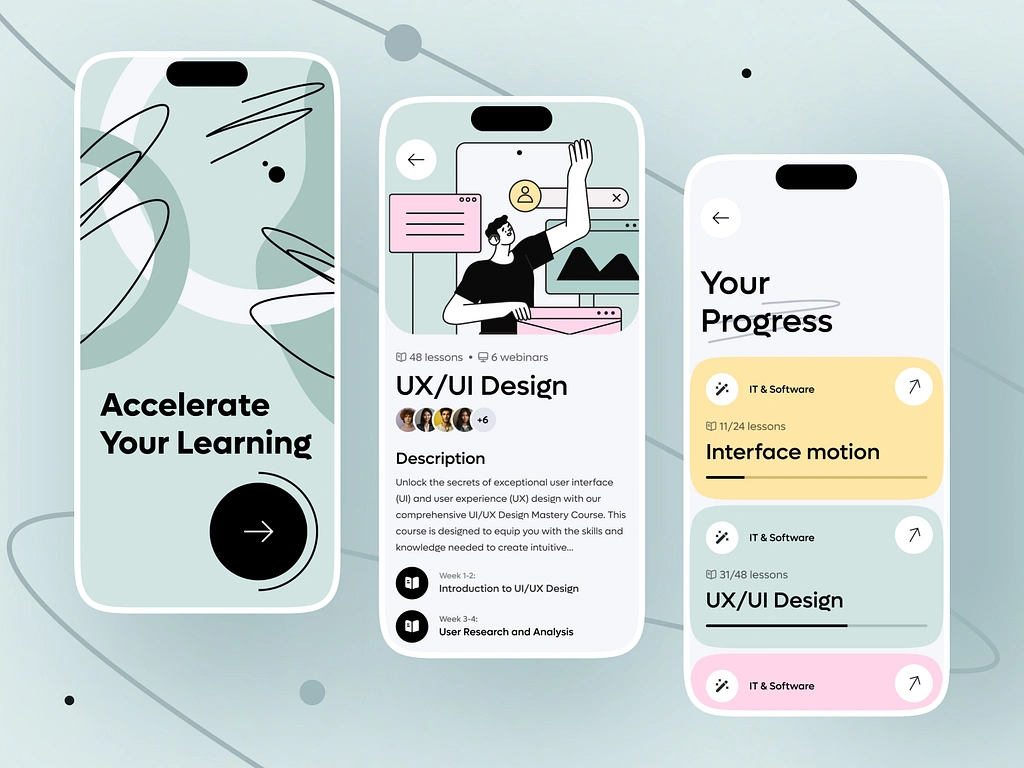 Accelerate
Your Learning
48 lessons • 6 webinars
UX/UI Design
+6
Description
Unlock the secrets of exceptional user interface
(UI) and user experience (UX) design with our
comprehensive UI/UX Design Mastery Course. This
course is designed to equip you with the skills and
knowledge needed to create intuitive...
Week 1-2:
Introduction to UI/UX Design
Week 3-4:
User Research and Analysis
Your
Progress
IT & Software
11/24 lessons
Interface motion
IT & Software
31/48 lessons
UX/UI Design
IT & Software